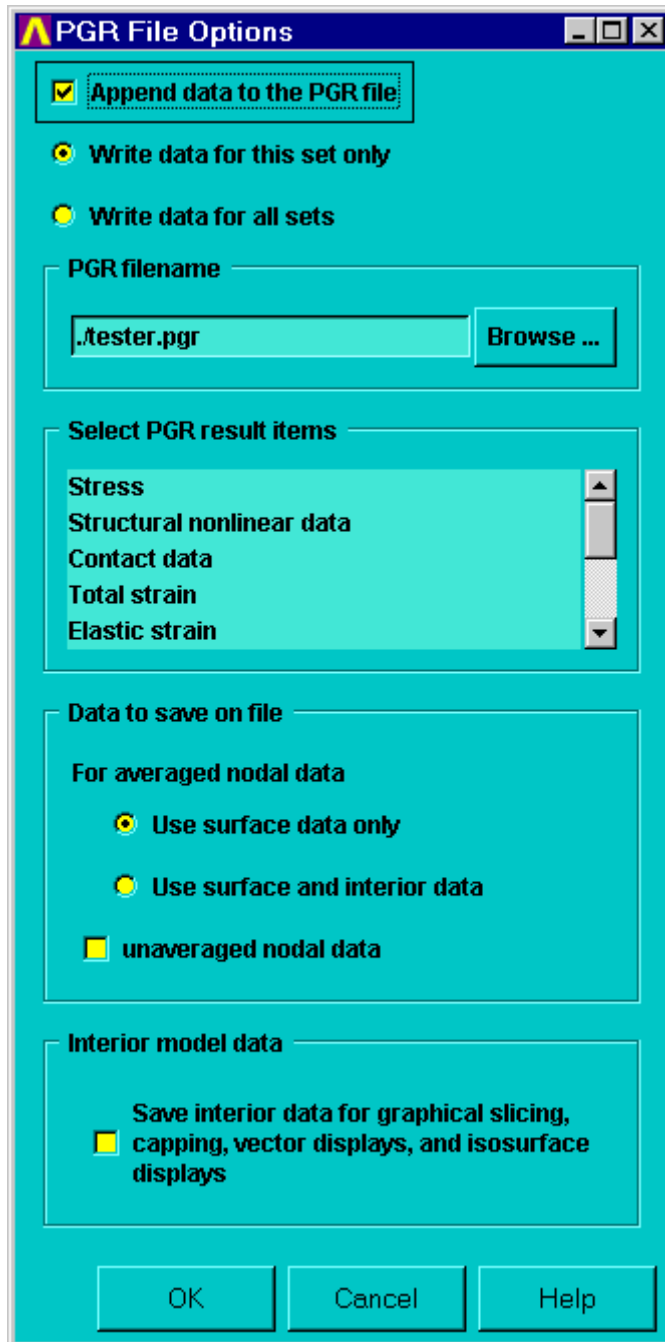 PGR File Options
Append data to the PGR file
Write data for this set only
Write data for all sets
PGR filename
./tester.pgr
Browse ...
Select PGR result items
Stress
Structural nonlinear data
Contact data
Total strain
Elastic strain
Data to save on file
For averaged nodal data
Use surface data only
Use surface and interior data
unaveraged nodal data
Interior model data
Save interior data for graphical slicing,
capping, vector displays, and isosurface
displays
OK
Cancel
Help